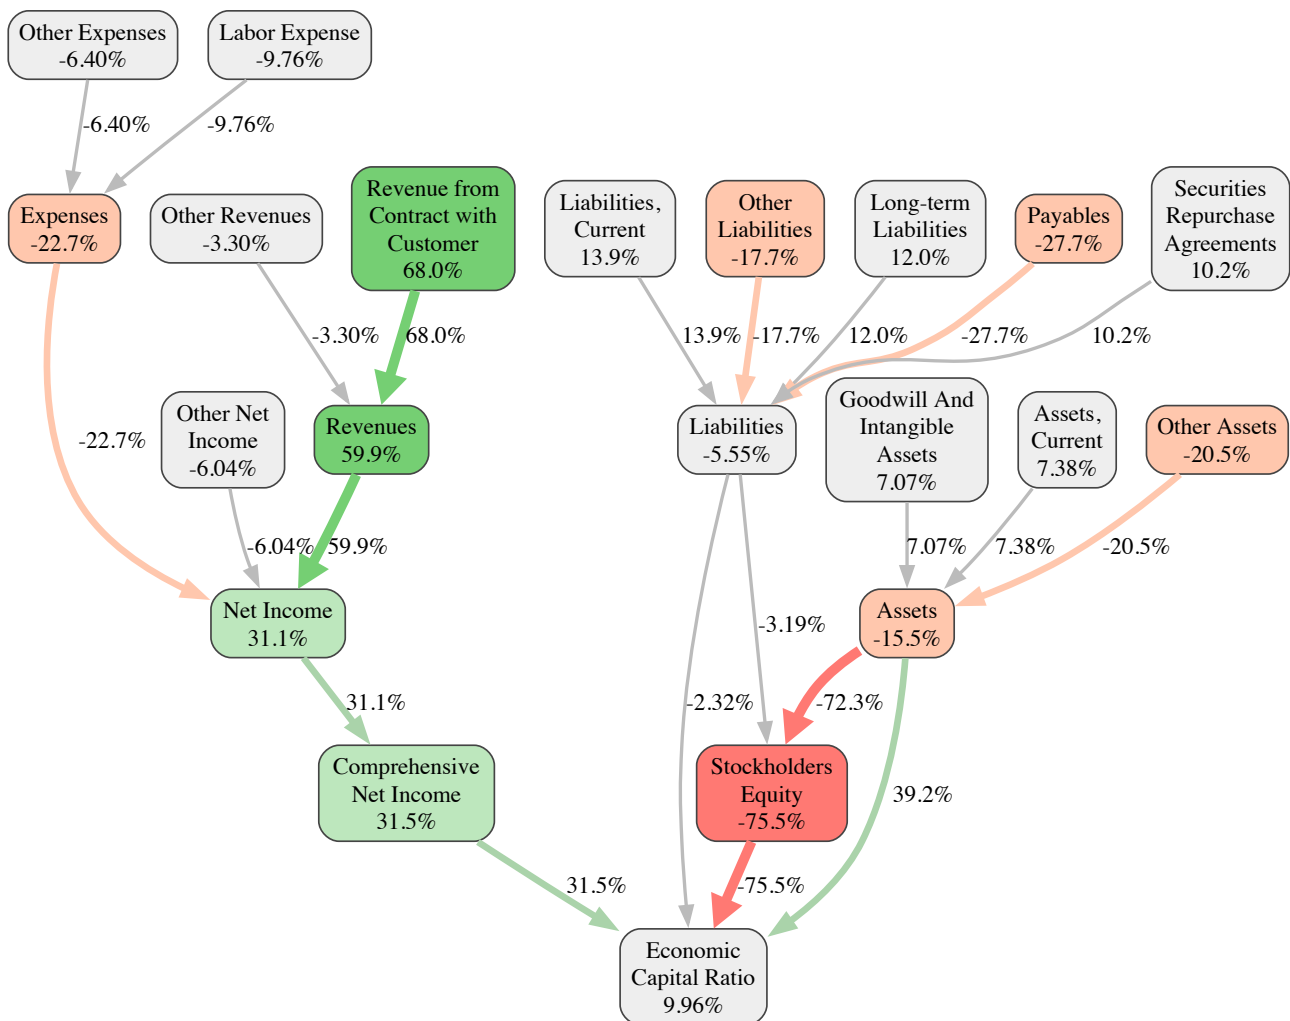 Other Expenses
-6.40%
Labor Expense
-9.76%
-6.40%
-9.76%
Expenses
-22.7%
Other Revenues
-3.30%
Revenue from
Contract with
Customer
68.0%
Liabilities,
Current
13.9%
Other
Liabilities
-17.7%
Long-term
Liabilities
12.0%
Payables
-27.7%
Securities
Repurchase
Agreements
10.2%
-3.30%
68.0%
13.9%
-17.7%
12.0%
-27.7%
10.2%
-22.7%
Other Net
Income
-6.04%
Revenues
59.9%
Liabilities
-5.55%
Goodwill And
Intangible
Assets
7.07%
Assets,
Current
7.38%
Other Assets
-20.5%
-6.04%
59.9%
7.07%
7.38%
-20.5%
Net Income
31.1%
-3.19%
Assets
-15.5%
31.1%
-2.32%
-72.3%
39.2%
Comprehensive
Net Income
31.5%
Stockholders
Equity
-75.5%
31.5%
-75.5%
Economic
Capital Ratio
9.96%